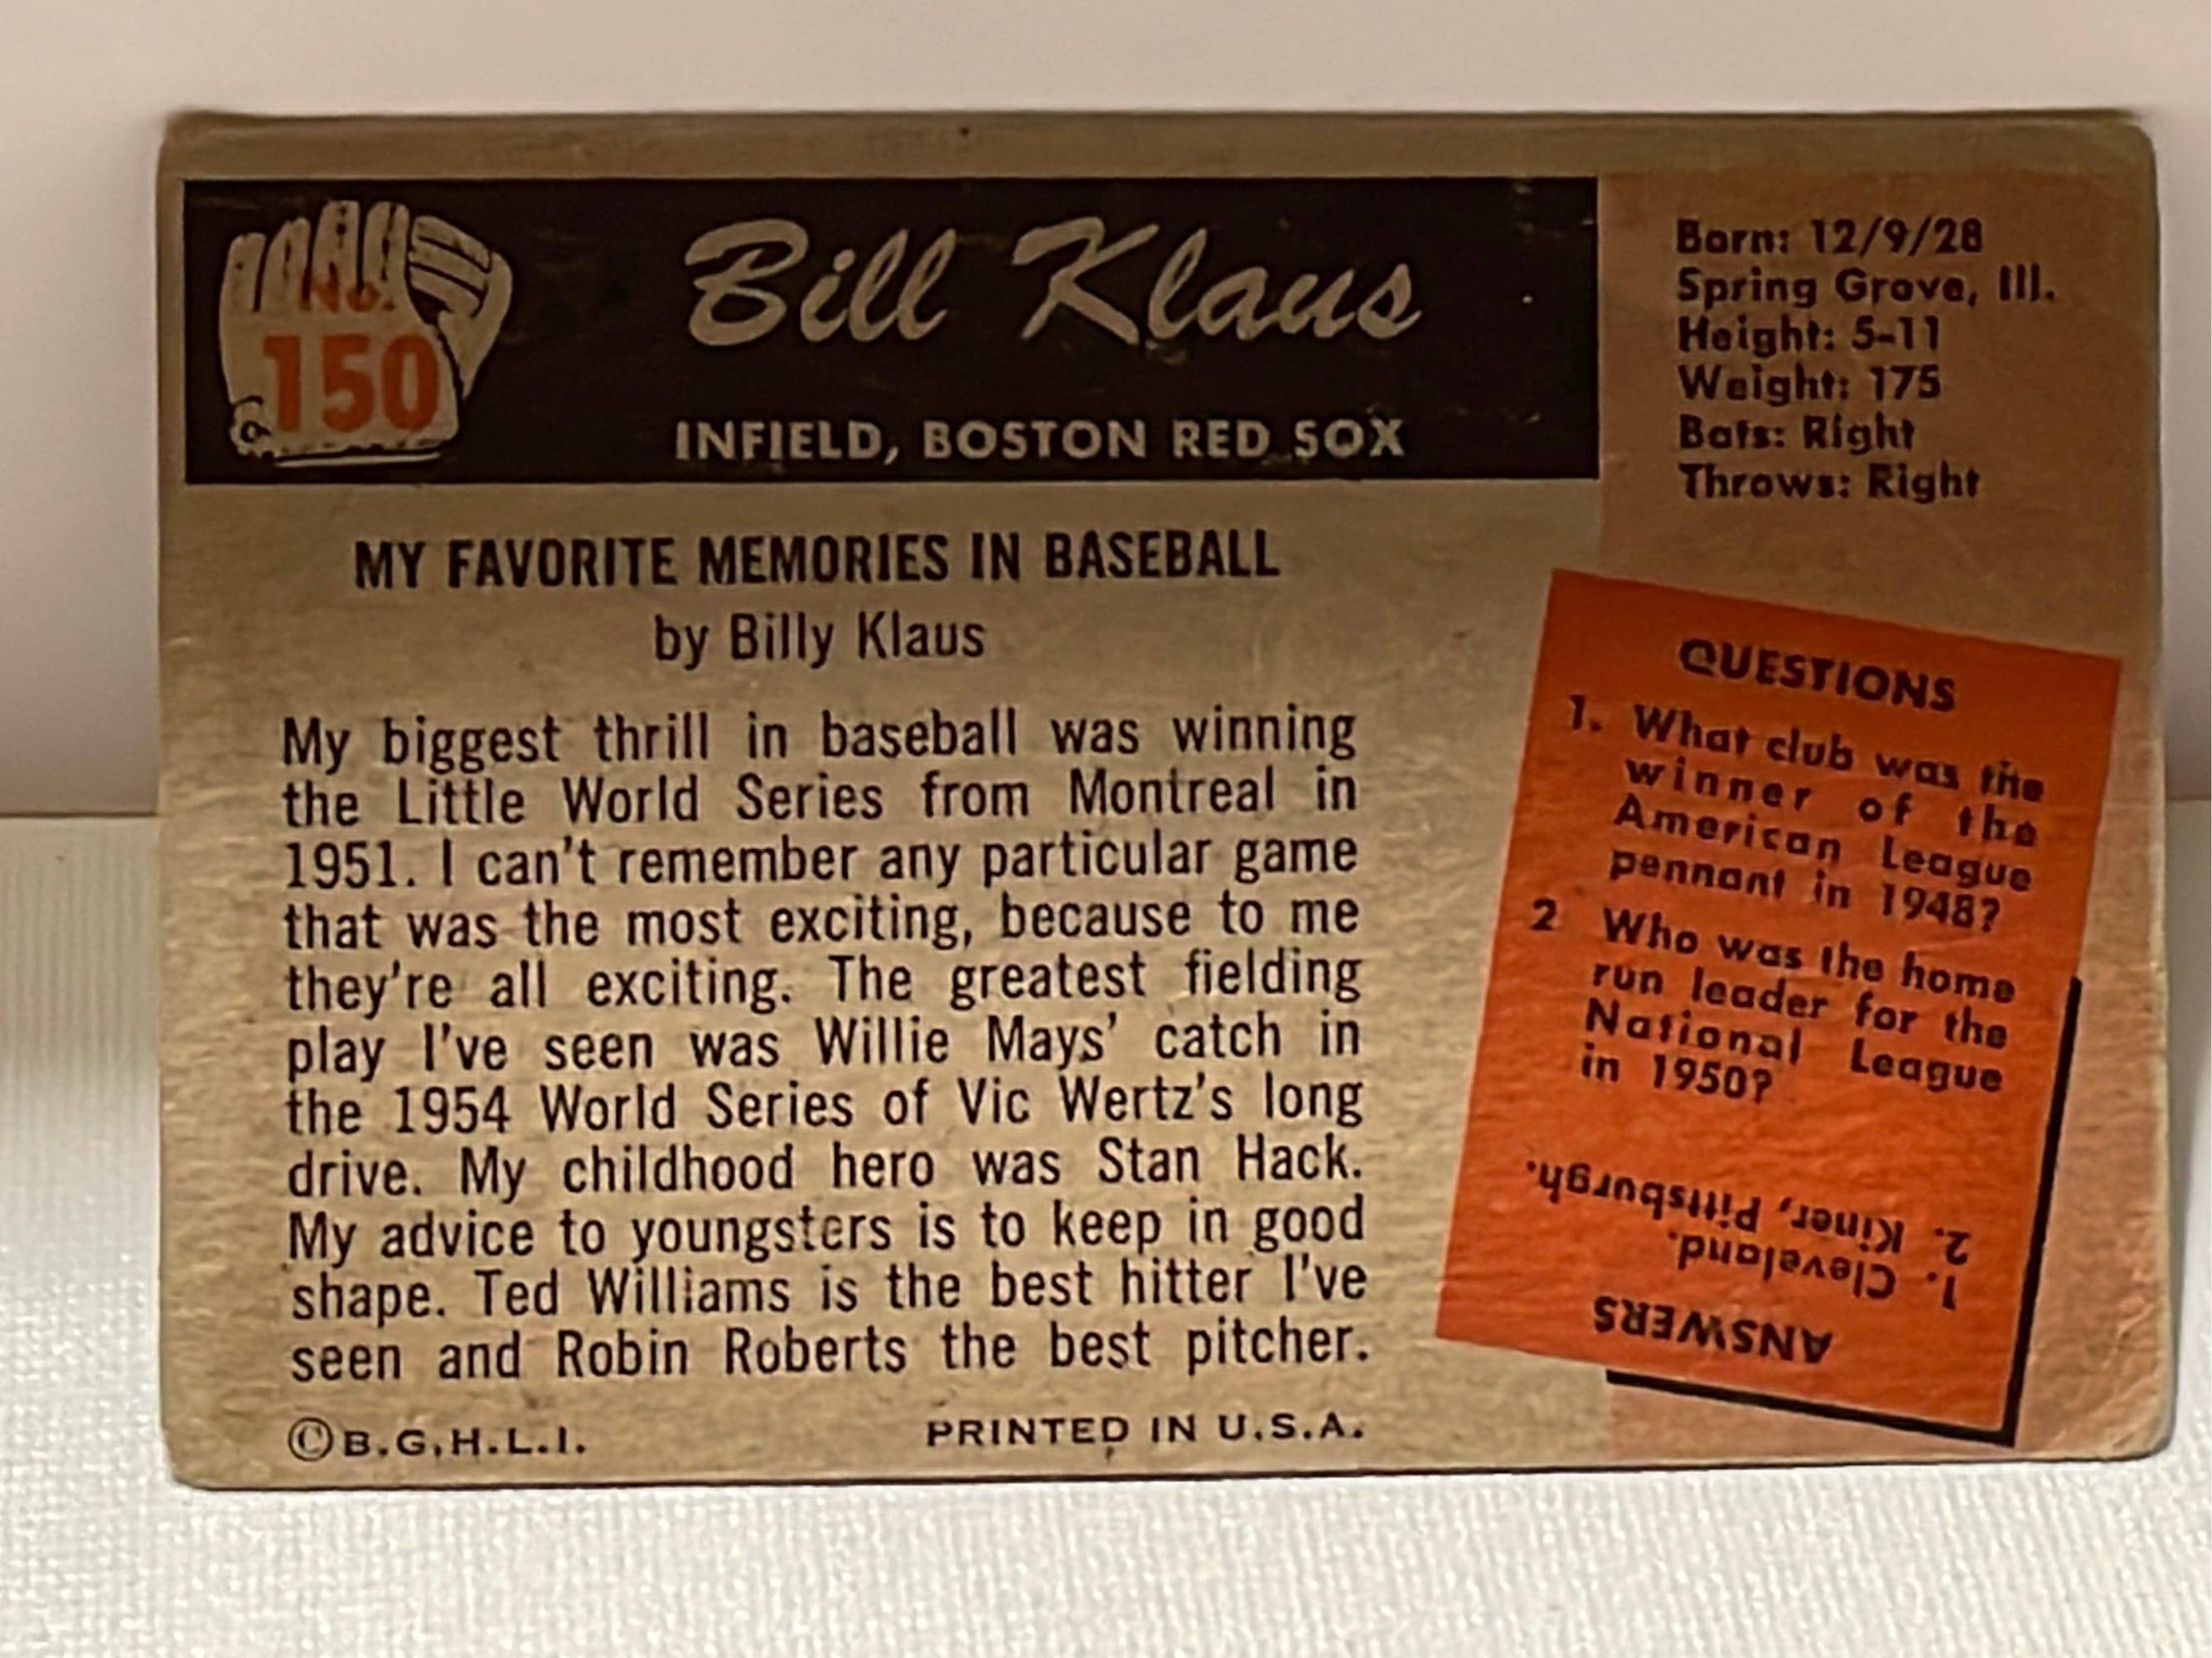 No.
150
Bill Klaus
INFIELD, BOSTON RED SOX
Born: 12/9/28
Spring Grove, Ill.
Height: 5-11
Weight: 175
Bats: Right
Throws: Right
MY FAVORITE MEMORIES IN BASEBALL
by Billy Klaus
My biggest thrill in baseball was winning
the Little World Series from Montreal in
1951. I can't remember any particular game
that was the most exciting, because to me
they're all exciting. The greatest fielding
play I've seen was Willie Mays' catch in
the 1954 World Series of Vic Wertz's long
drive. My childhood hero was Stan Hack.
My advice to youngsters is to keep in good
shape. Ted Williams is the best hitter I've
seen and Robin Roberts the best pitcher.
©B.G.H.L.I.
PRINTED IN U.S.A.
QUESTIONS
1. What club was the
winner of the
American League
pennant in 1948?
2 Who was the home
run leader for the
National League
in 1950?
ANSWERS
1. Cleveland.
2. Kiner, Pittsburgh.